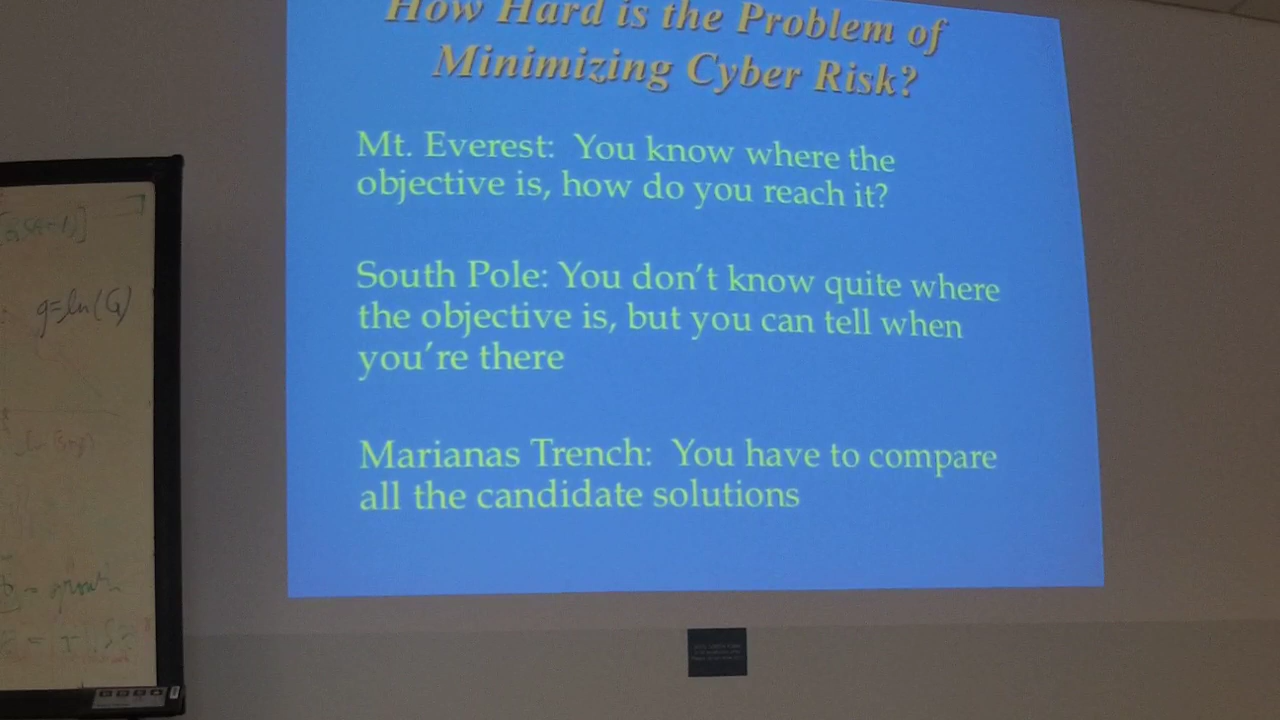 How Hard is the Problem of
Minimizing Cyber Risk?
Mt. Everest: You know where the
objective is, how do you reach it?
South Pole: You don't know quite where
the objective is, but you can tell when
you're there
Marianas Trench: You have to compare
all the candidate solutions
g=ln(G)
= growth